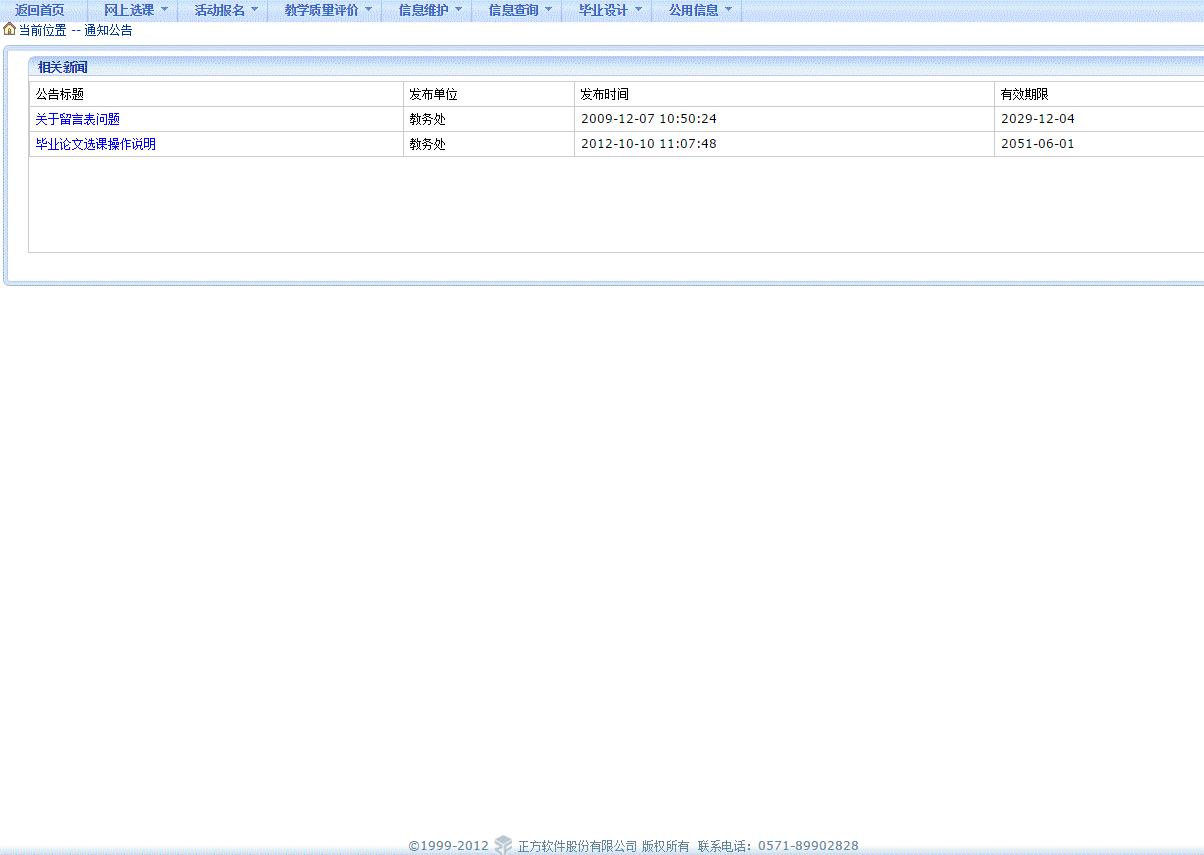 返回首页 网上选课 活动报名 教学质量评价 信息维护 信息查询 毕业设计 公用信息
当前位置 -- 通知公告
相关新闻
公告标题 发布单位 发布时间 有效期限
关于留言表问题 教务处 2009-12-07 10:50:24 2029-12-04
毕业论文选课操作说明 教务处 2012-10-10 11:07:48 2051-06-01
©1999-2012 正方软件股份有限公司 版权所有 联系电话：0571-89902828